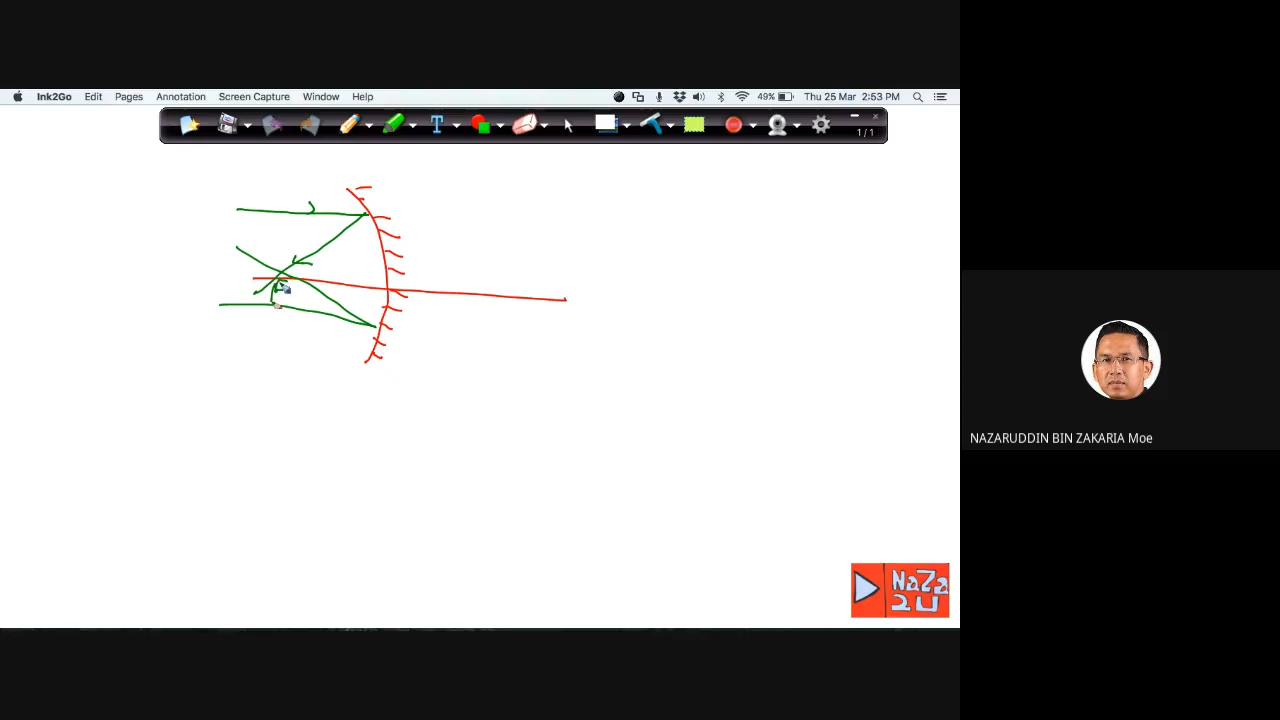 Ink2Go Edit Pages Annotation Screen Capture Window Help 49% Thu 25 Mar 2:53 PM
T
1/1
NAZARUDDIN BIN ZAKARIA Moe
NaZa
2U